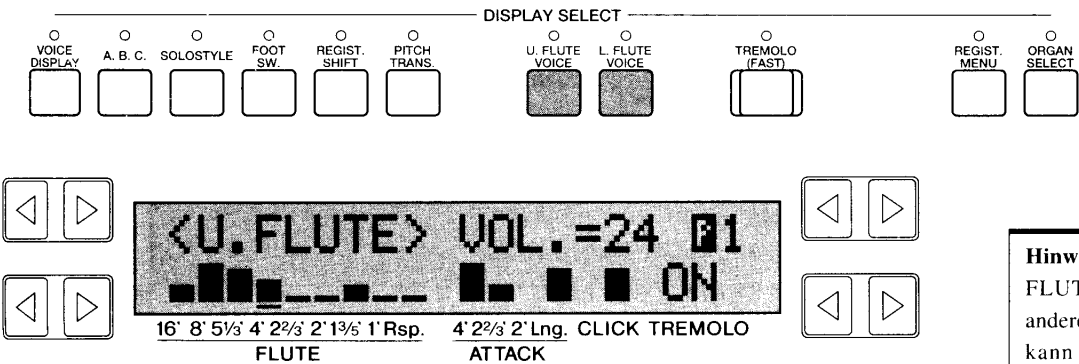 DISPLAY SELECT
VOICE DISPLAY
A. B. C.
SOLOSTYLE
FOOT SW.
REGIST. SHIFT
PITCH TRANS.
U. FLUTE VOICE
L. FLUTE VOICE
TREMOLO (FAST)
REGIST. MENU
ORGAN SELECT
<U.FLUTE> VOL.=24 P1
ON
16' 8' 5⅓' 4' 2⅔' 2' 1⅗' 1' Rsp. 4' 2⅔' 2' Lng. CLICK TREMOLO
FLUTE ATTACK
Hinw
FLUT
andere
kann